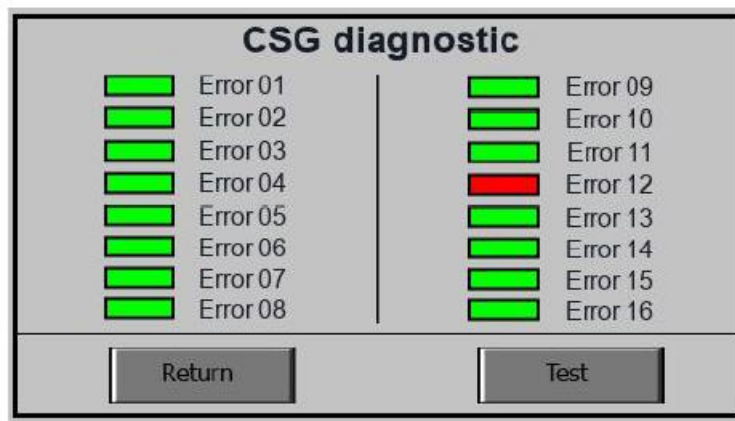 CSG diagnostic
Error 01
Error 02
Error 03
Error 04
Error 05
Error 06
Error 07
Error 08
Error 09
Error 10
Error 11
Error 12
Error 13
Error 14
Error 15
Error 16
Return
Test